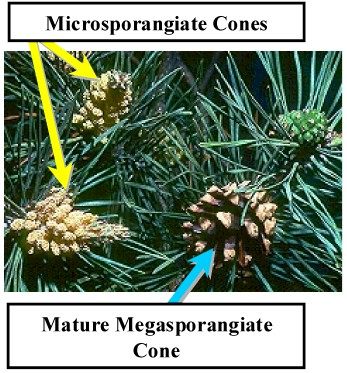 Microsporangiate Cones
Mature Megasporangiate
Cone